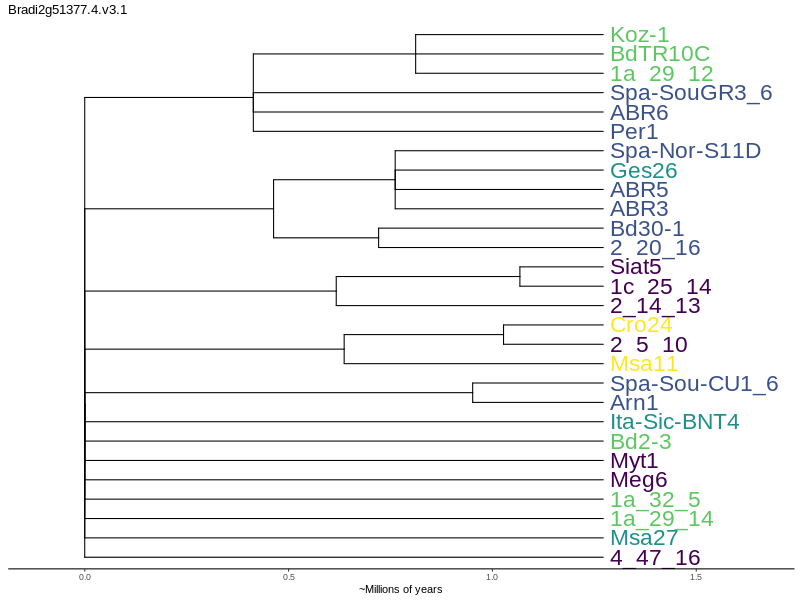 Bradi2g51377.4.v3.1
Koz-1
BdTR10C
1a_29_12
Spa-SouGR3_6
ABR6
Per1
Spa-Nor-S11D
Ges26
ABR5
ABR3
Bd30-1
2_20_16
Siat5
1c_25_14
2_14_13
Cro24
2_5_10
Msa11
Spa-Sou-CU1_6
Arn1
Ita-Sic-BNT4
Bd2-3
Myt1
Meg6
1a_32_5
1a_29_14
Msa27
4_47_16
0.0 0.5 1.0 1.5
~Millions of years